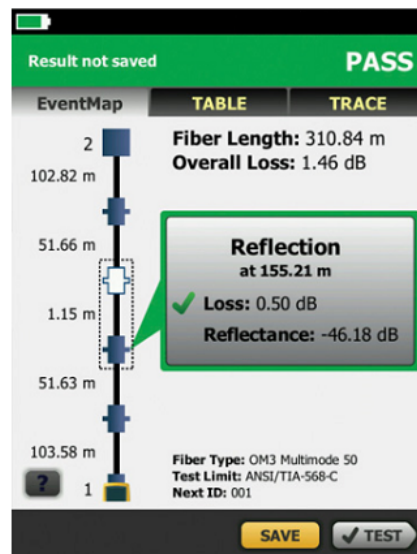 Result not saved
PASS
EventMap
TABLE
TRACE
2
Fiber Length: 310.84 m
Overall Loss: 1.46 dB
102.82 m
51.66 m
Reflection
at 155.21 m
Loss: 0.50 dB
1.15 m
Reflectance: -46.18 dB
51.63 m
103.58 m
Fiber Type: OM3 Multimode 50
Test Limit: ANSI/TIA-568-C
Next ID: 001
?
1
SAVE
TEST